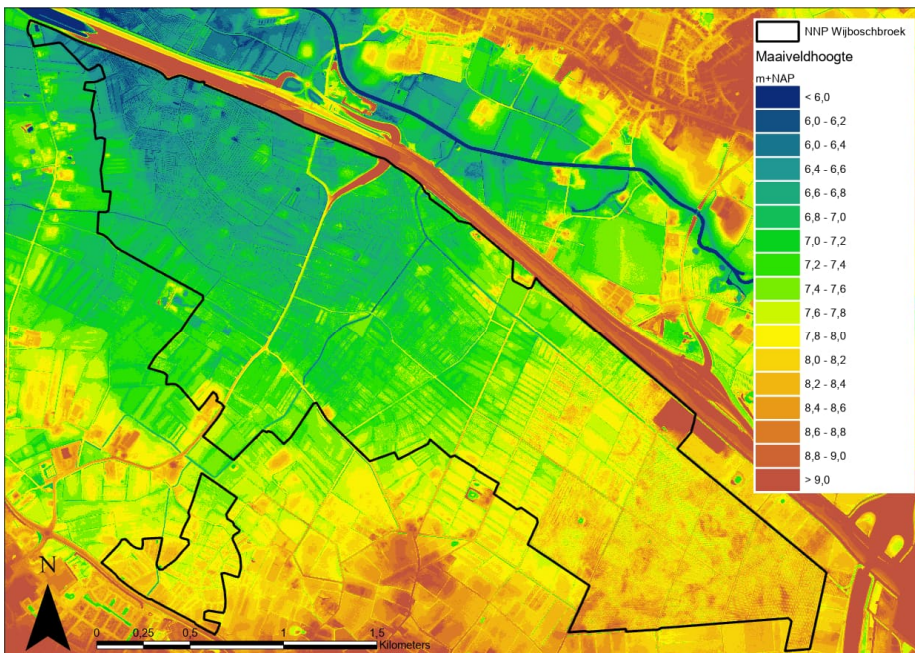 NNP Wijboschbroek
Maaiveldhoogte
m+NAP
< 6,0
6,0 - 6,2
6,0 - 6,4
6,4 - 6,6
6,6 - 6,8
6,8 - 7,0
7,0 - 7,2
7,2 - 7,4
7,4 - 7,6
7,6 - 7,8
7,8 - 8,0
8,0 - 8,2
8,2 - 8,4
8,4 - 8,6
8,6 - 8,8
8,8 - 9,0
> 9,0
N
0 0,25 0,5 1 1,5
Kilometers